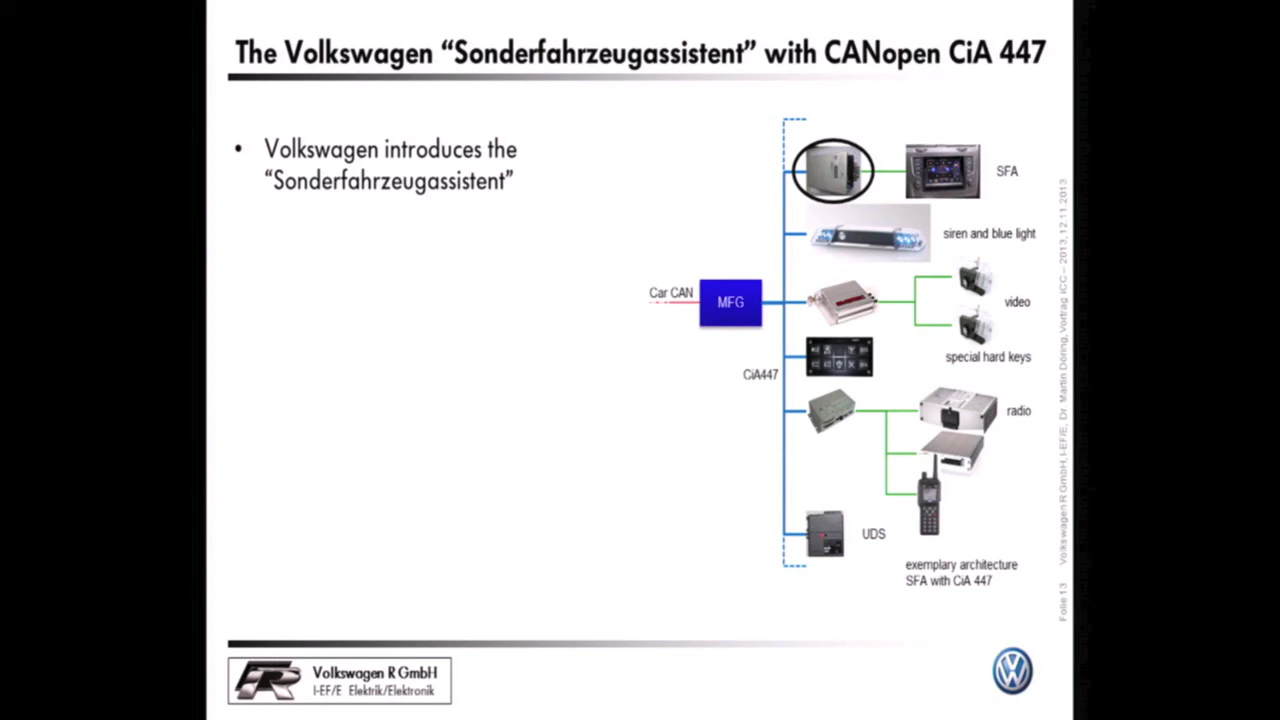 The Volkswagen “Sonderfahrzeugassistent” with CANopen CiA 447
• Volkswagen introduces the
“Sonderfahrzeugassistent”
SFA
siren and blue light
Car CAN
MFG
video
special hard keys
CiA447
radio
UDS
exemplary architecture
SFA with CiA 447
Folie 13 Volkswagen R GmbH, I-EF/E, Dr. Martin Döring, Vortrag iCC – 2013, 12.11.2013
Volkswagen R GmbH
I-EF/E Elektrik/Elektronik